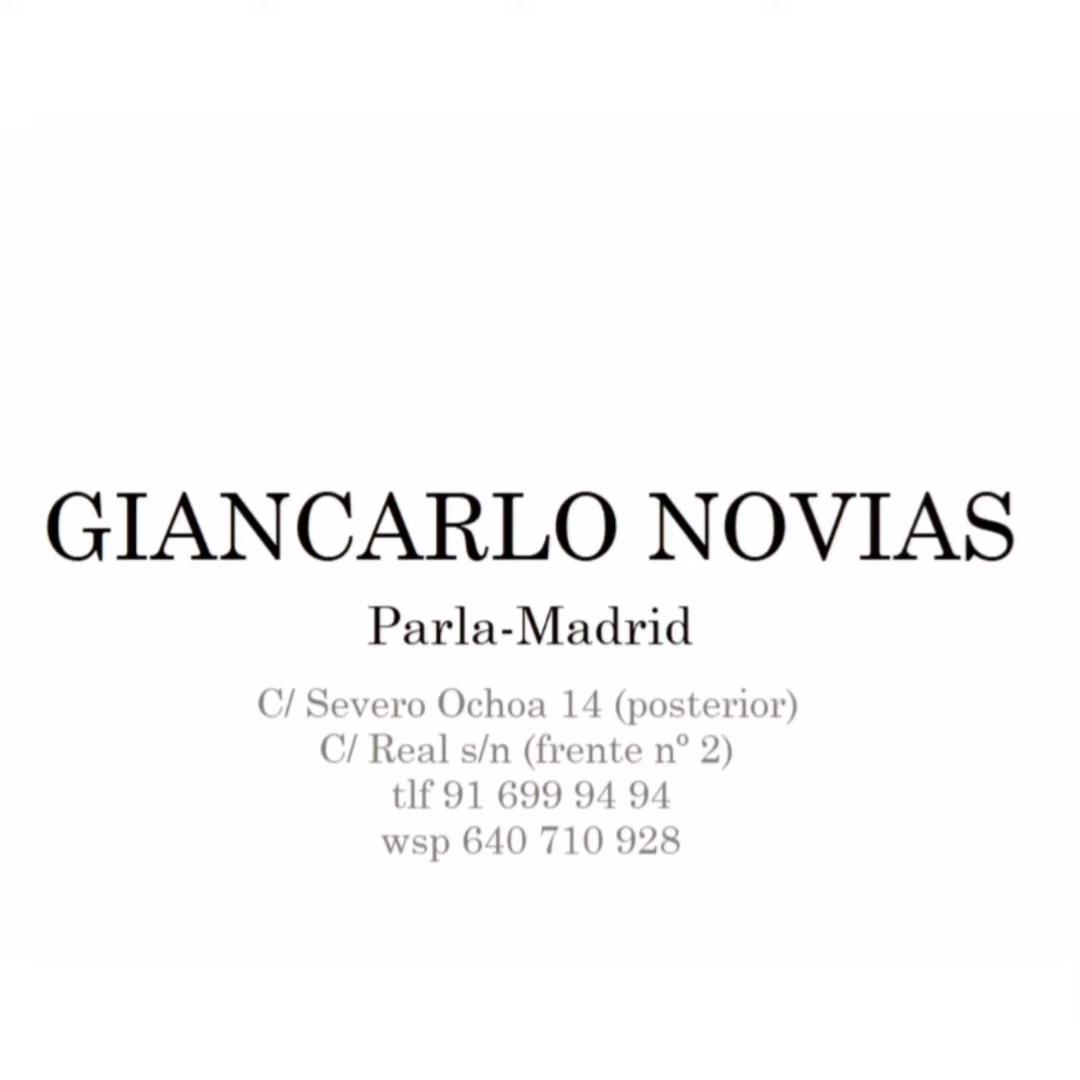 GIANCARLO NOVIAS
Parla-Madrid
C/ Severo Ochoa 14 (posterior)
C/ Real s/n (frente nº 2)
tlf 91 699 94 94
wsp 640 710 928